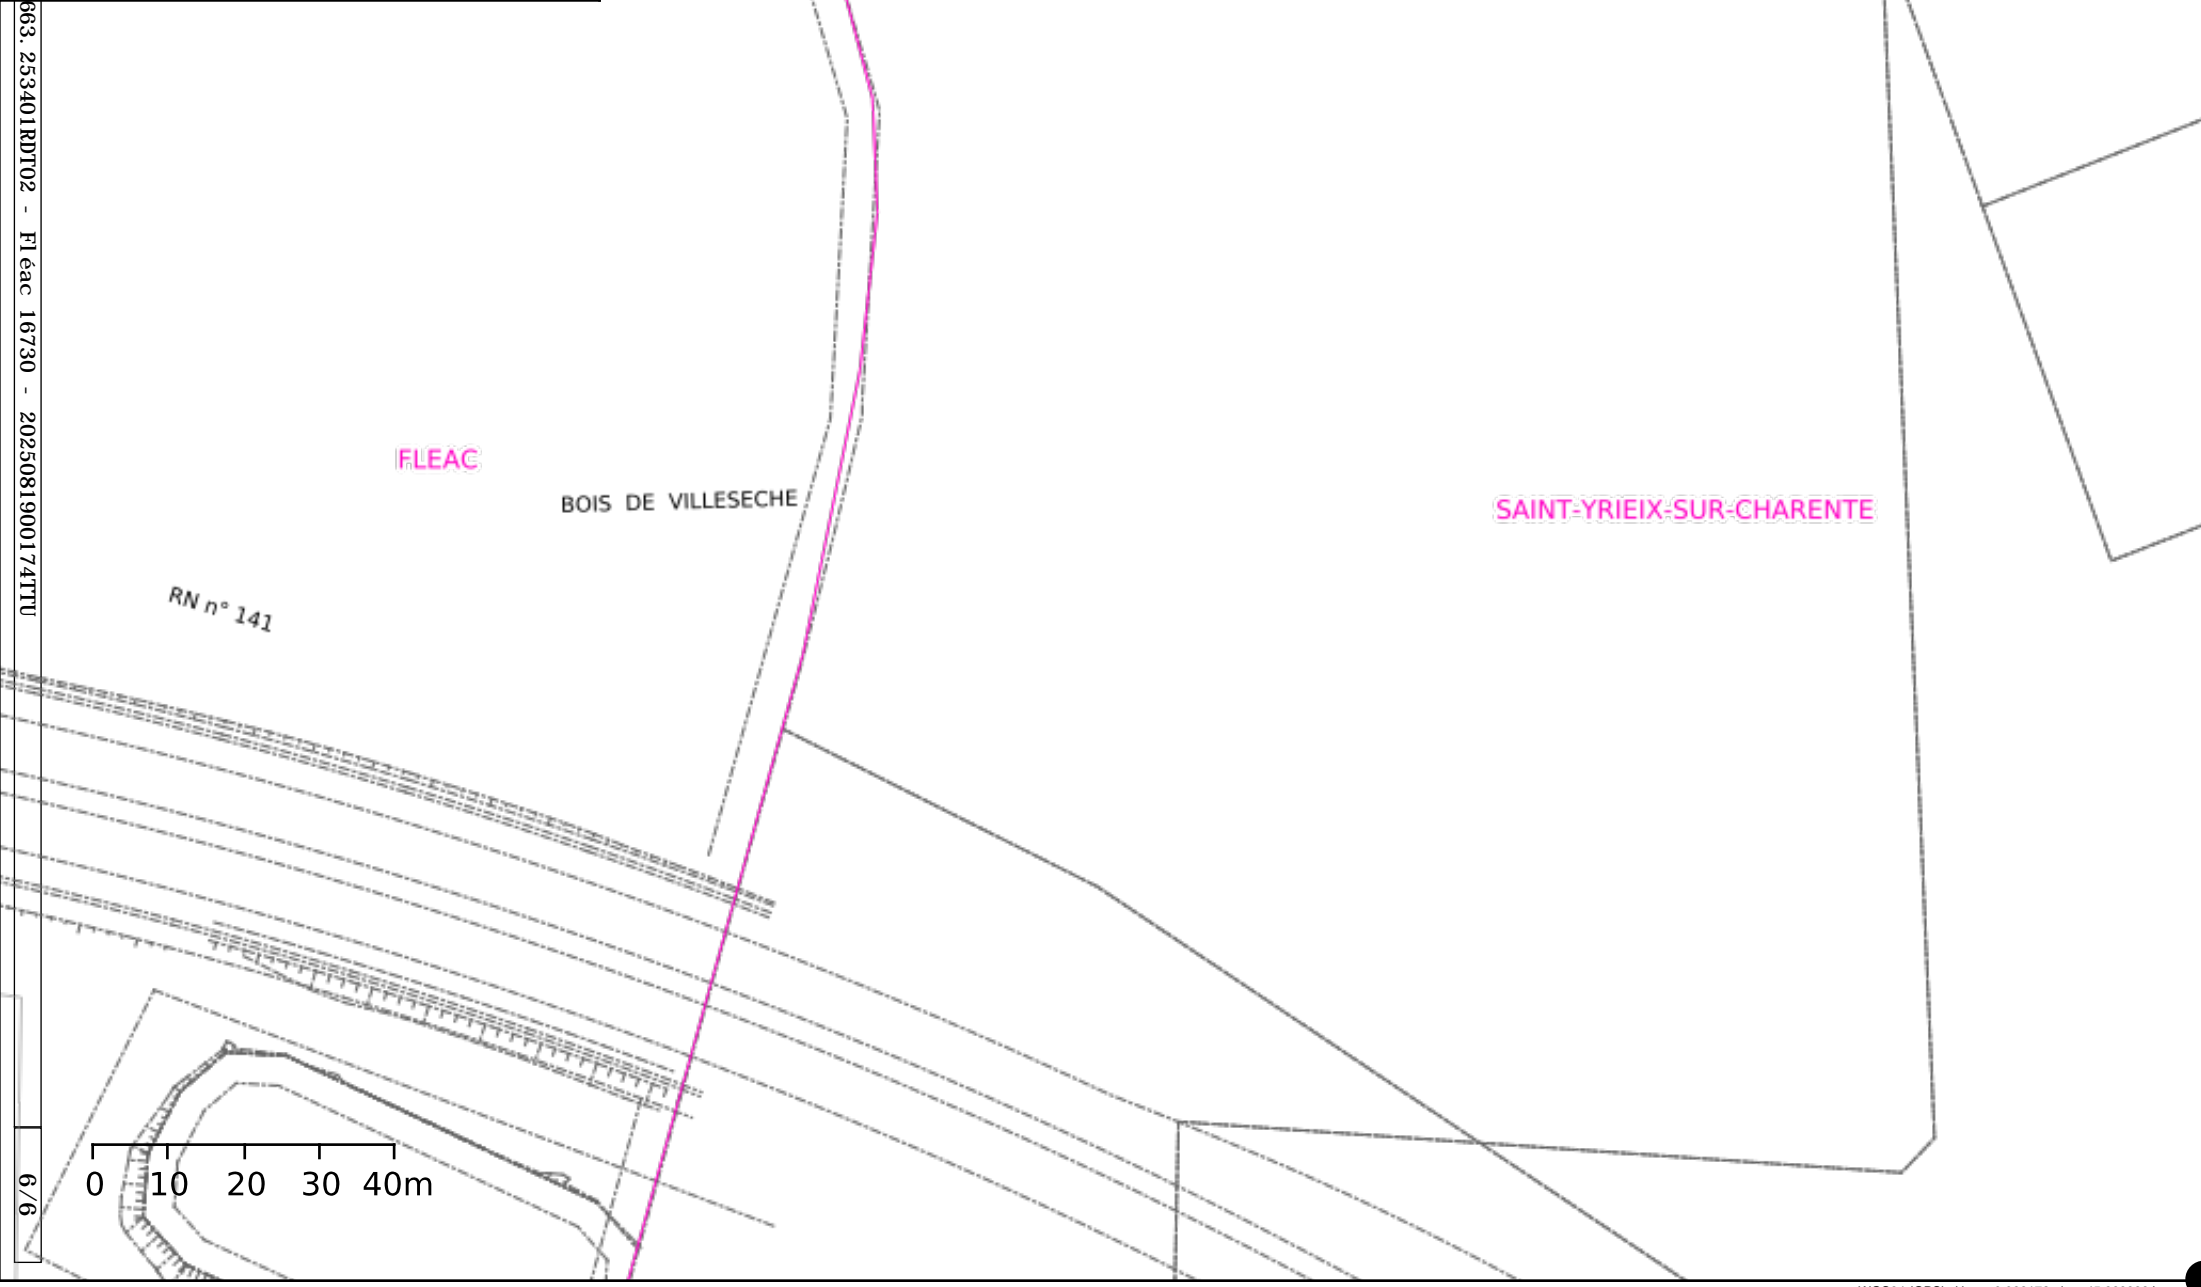 663. 253401RDT02 - Fléac 16730 - 2025081900174TTU
6/6
FLEAC
BOIS DE VILLESECHE
SAINT-YRIEIX-SUR-CHARENTE
RN n° 141
0 10 20 30 40m